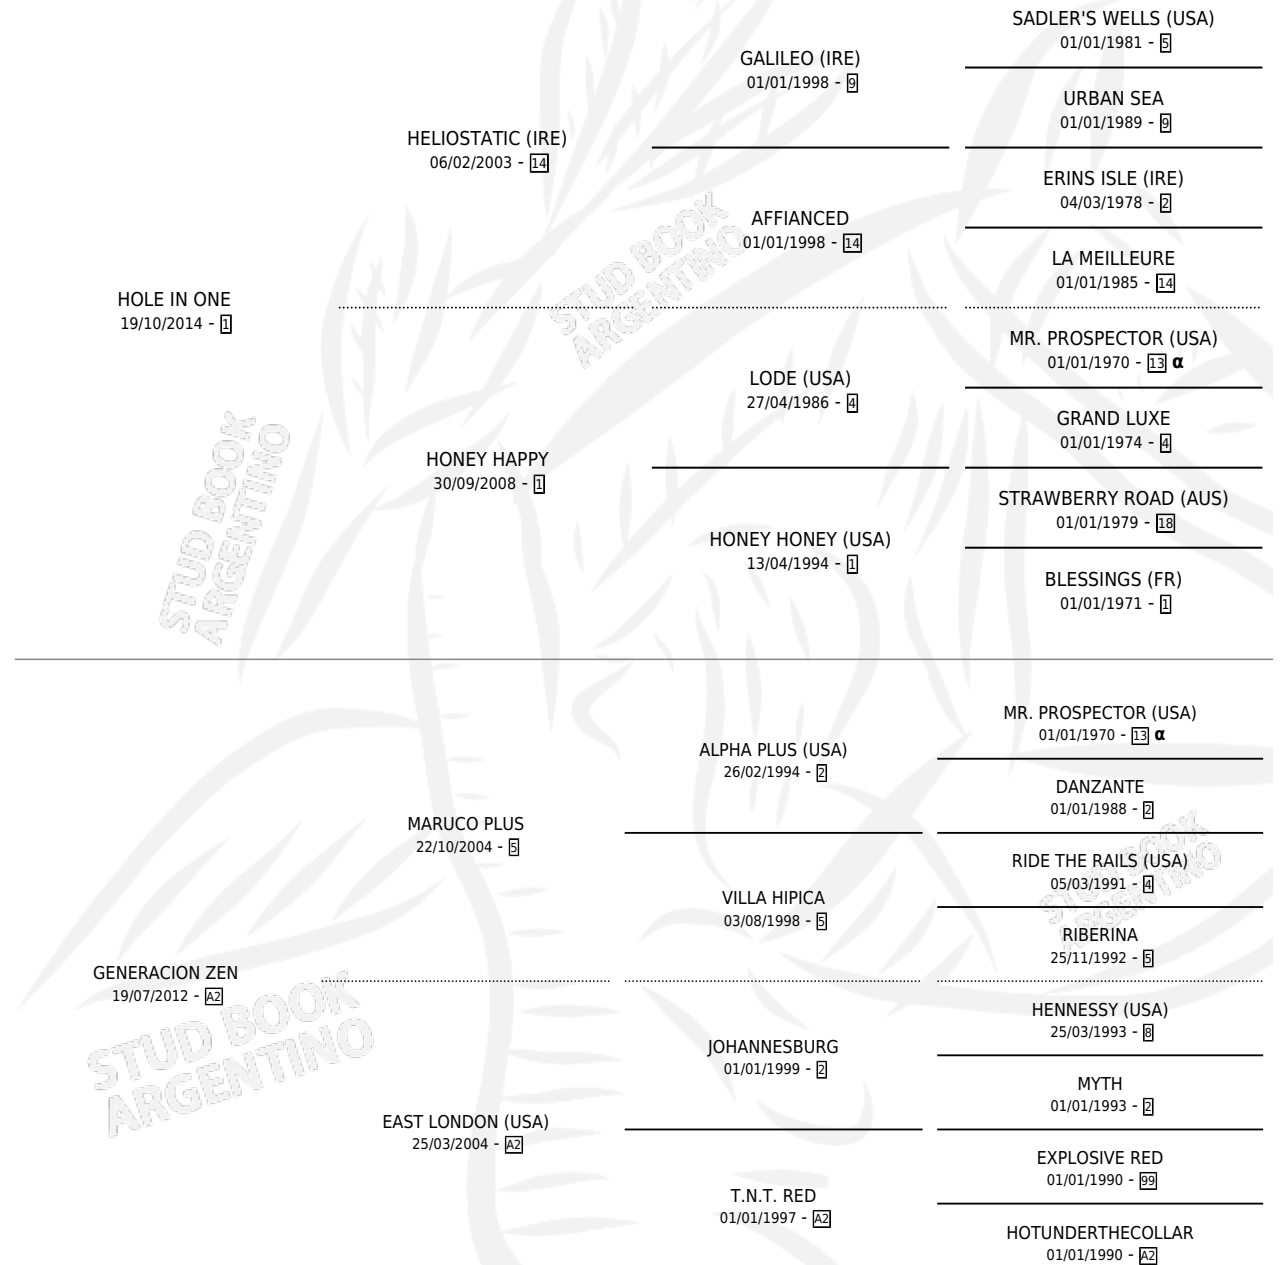 SADLER'S WELLS (USA)
01/01/1981 - 5
GALILEO (IRE)
01/01/1998 - 9
URBAN SEA
01/01/1989 - 9
HELIOSTATIC (IRE)
06/02/2003 - 14
ERINS ISLE (IRE)
04/03/1978 - 2
AFFIANCED
01/01/1998 - 14
LA MEILLEURE
01/01/1985 - 14
HOLE IN ONE
19/10/2014 - 1
MR. PROSPECTOR (USA)
01/01/1970 - 13 α
LODE (USA)
27/04/1986 - 4
GRAND LUXE
01/01/1974 - 4
HONEY HAPPY
30/09/2008 - 1
STRAWBERRY ROAD (AUS)
01/01/1979 - 18
HONEY HONEY (USA)
13/04/1994 - 1
BLESSINGS (FR)
01/01/1971 - 1
MR. PROSPECTOR (USA)
01/01/1970 - 13 α
ALPHA PLUS (USA)
26/02/1994 - 2
DANZANTE
01/01/1988 - 2
MARUCO PLUS
22/10/2004 - 5
RIDE THE RAILS (USA)
05/03/1991 - 4
VILLA HIPICA
03/08/1998 - 5
RIBERINA
25/11/1992 - 5
GENERACION ZEN
19/07/2012 - A2
HENNESSY (USA)
25/03/1993 - 8
JOHANNESBURG
01/01/1999 - 2
MYTH
01/01/1993 - 2
EAST LONDON (USA)
25/03/2004 - A2
EXPLOSIVE RED
01/01/1990 - 99
T.N.T. RED
01/01/1997 - A2
HOTUNDERTHECOLLAR
01/01/1990 - A2
STUD BOOK
ARGENTINO
STUD BOOK
ARGENTINO
STUD BOOK
ARGENTINO
STUD BOOK
ARGENTINO